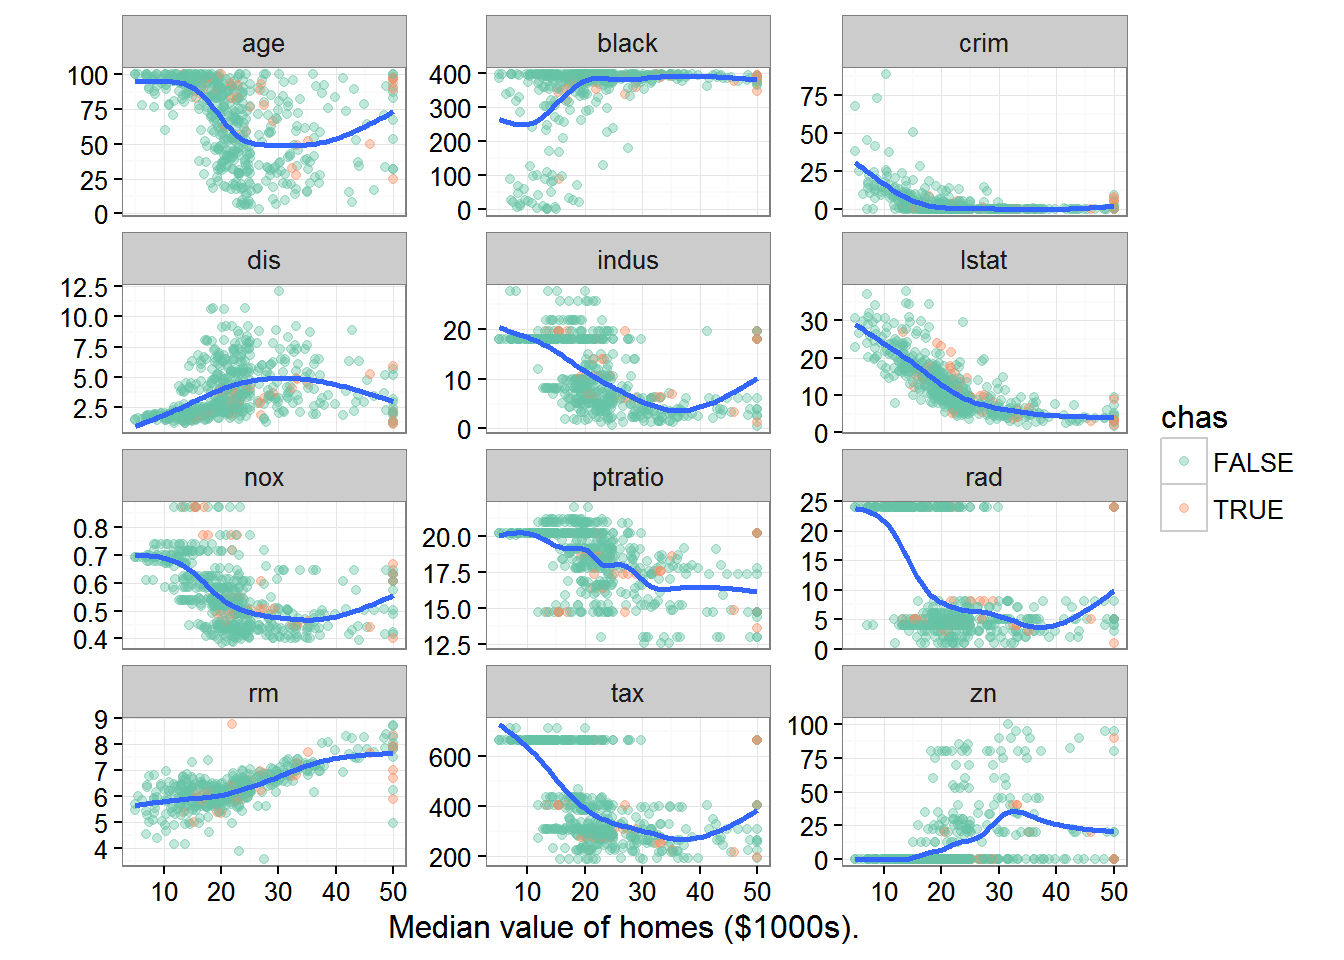 age
black
crim
100
75
50
25
0
400
300
200
100
0
75
50
25
0
dis
indus
lstat
12.5
10.0
7.5
5.0
2.5
20
10
0
30
20
10
0
nox
ptratio
rad
0.8
0.7
0.6
0.5
0.4
20.0
17.5
15.0
12.5
25
20
15
10
5
0
rm
tax
zn
9
8
7
6
5
4
600
400
200
100
75
50
25
0
10 20 30 40 50
10 20 30 40 50
10 20 30 40 50
Median value of homes ($1000s).
chas
FALSE
TRUE